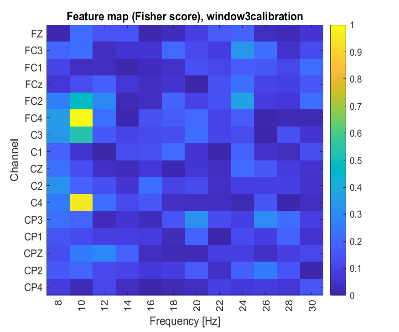 Feature map (Fisher score), window3calibration
Channel
FZ
FC3
FC1
FCz
FC2
FC4
C3
C1
CZ
C2
C4
CP3
CP1
CPZ
CP2
CP4
8 10 12 14 16 18 20 22 24 26 28 30
Frequency [Hz]
1
0.9
0.8
0.7
0.6
0.5
0.4
0.3
0.2
0.1
0